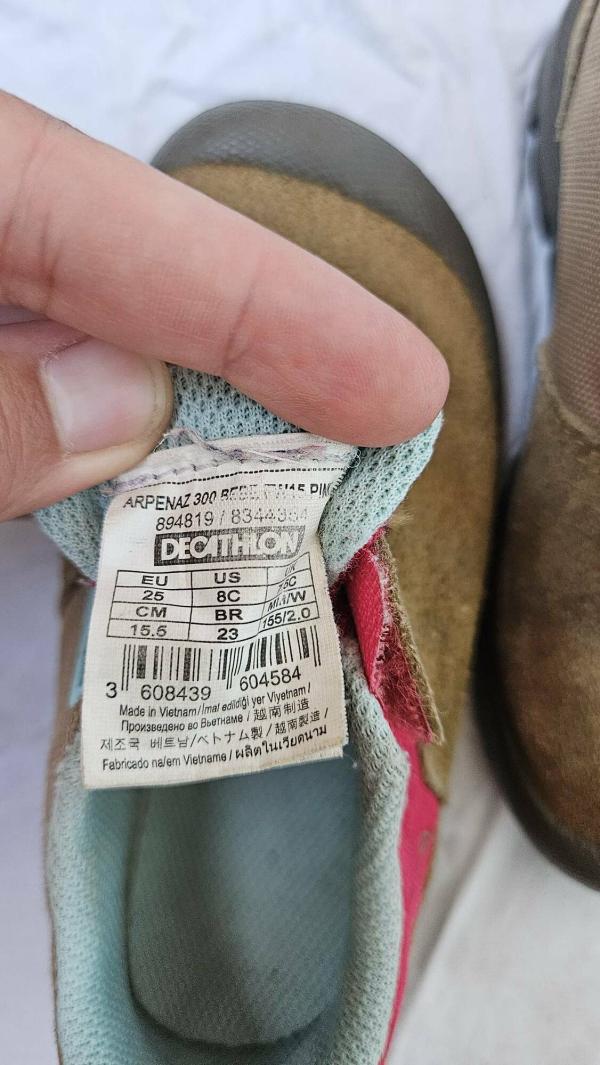 ARPENAZ 300 PIN
894819 /
DECATHLON
EU US UK
25 8C
CM BR M13/W
15.5 23 155/2.0
3 608439 604584
Made in Vietnam / İmal edildiği yer Viyetnam /
Произведено во Вьетнаме / 越南制造
제조국 베트남/ベトナム製 / 越南製造 /
Fabricado na/em Vietname / ผลิตในเวียดนาม